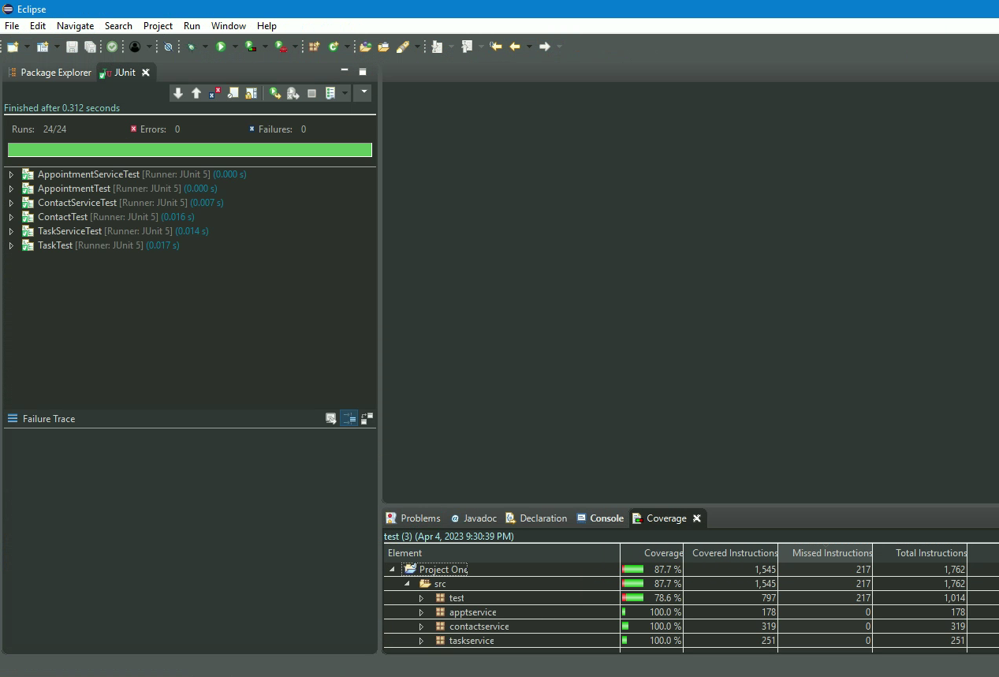 Eclipse
File Edit Navigate Search Project Run Window Help
Package Explorer JUnit
Finished after 0.312 seconds
Runs: 24/24 Errors: 0 Failures: 0
AppointmentServiceTest [Runner: JUnit 5] (0.000 s)
AppointmentTest [Runner: JUnit 5] (0.000 s)
ContactServiceTest [Runner: JUnit 5] (0.007 s)
ContactTest [Runner: JUnit 5] (0.016 s)
TaskServiceTest [Runner: JUnit 5] (0.014 s)
TaskTest [Runner: JUnit 5] (0.017 s)
Failure Trace
Problems Javadoc Declaration Console Coverage
test (3) (Apr 4, 2023 9:30:39 PM)
Element Coverage Covered Instructions Missed Instructions Total Instructions
Project One 87.7 % 1,545 217 1,762
src 87.7 % 1,545 217 1,762
test 78.6 % 797 217 1,014
apptservice 100.0 % 178 0 178
contactservice 100.0 % 319 0 319
taskservice 100.0 % 251 0 251